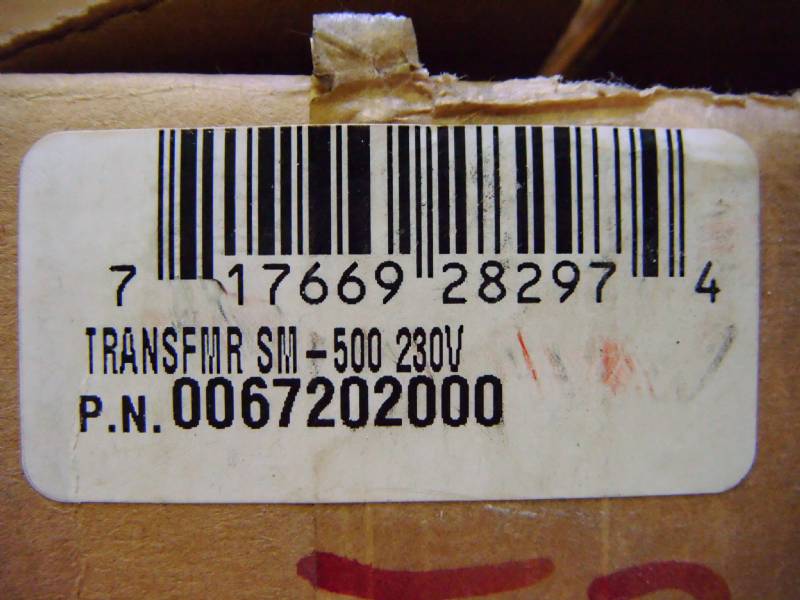 7 17669 28297 4
TRANSFMR SM-500 230V
P.N. 0067202000